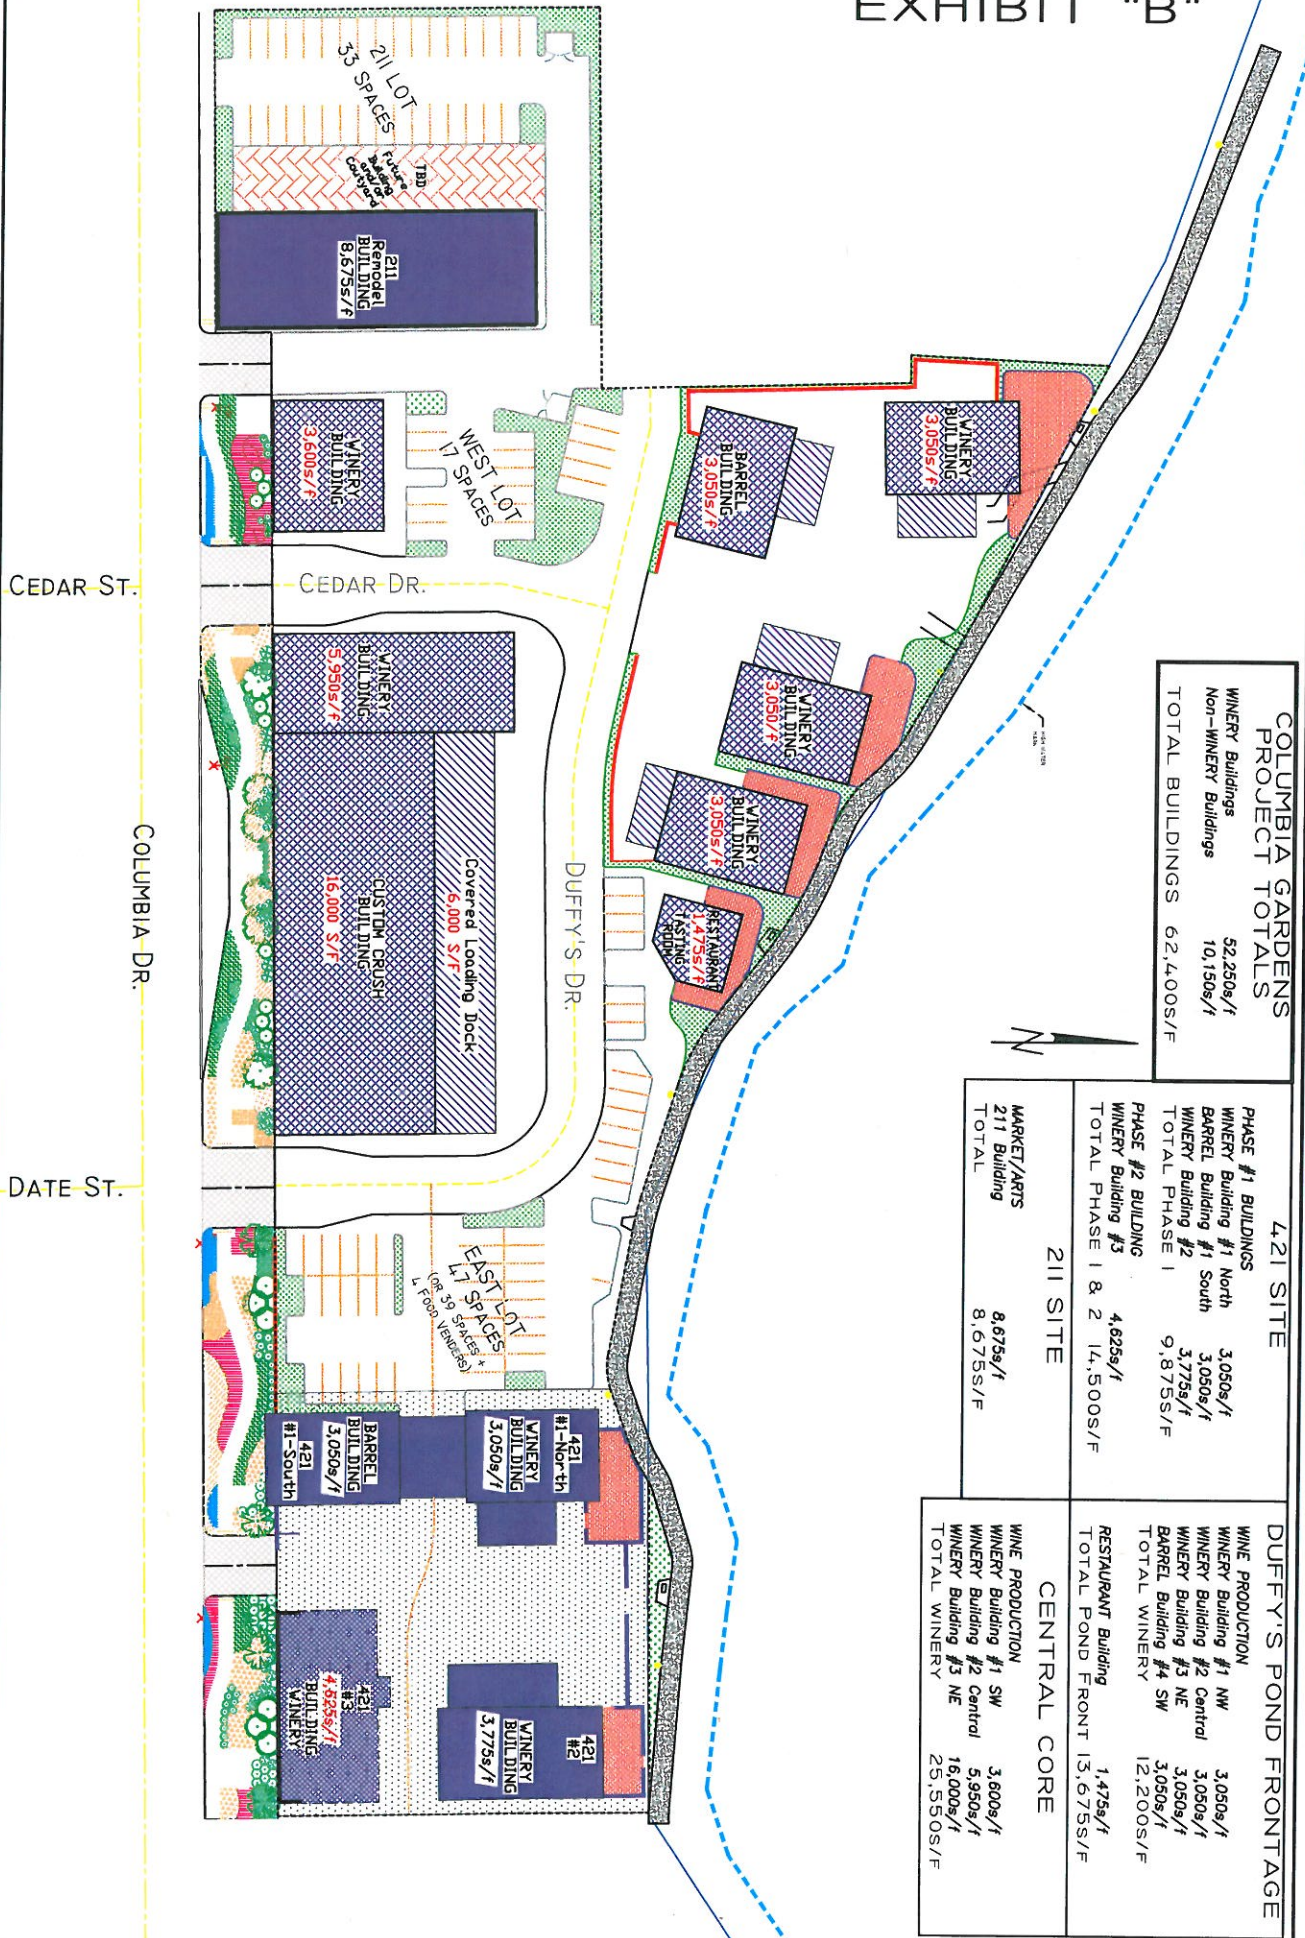 EXHIBIT "B"
COLUMBIA GARDENS
PROJECT TOTALS
WINERY Buildings 52,250s/f
Non-WINERY Buildings 10,150s/f
TOTAL BUILDINGS 62,400S/F
421 SITE
PHASE #1 BUILDINGS
WINERY Building #1 North 3,050s/f
BARREL Building #1 South 3,050s/f
WINERY Building #2 3,775s/f
TOTAL PHASE 1 9,875S/F
PHASE #2 BUILDING
WINERY Building #3 4,625s/f
TOTAL PHASE 1 & 2 14,500S/F
211 SITE
MARKET/ARTS
211 Building 8,675s/f
TOTAL 8,675S/F
DUFFY'S POND FRONTAGE
WINE PRODUCTION
WINERY Building #1 NW 3,050s/f
WINERY Building #2 Central 3,050s/f
WINERY Building #3 NE 3,050s/f
BARREL Building #4 SW 3,050s/f
TOTAL WINERY 12,200S/F
RESTAURANT Building 1,475s/f
TOTAL POND FRONT 13,675S/F
CENTRAL CORE
WINE PRODUCTION
WINERY Building #1 SW 3,600s/f
WINERY Building #2 Central 5,950s/f
WINERY Building #3 NE 16,000s/f
TOTAL WINERY 25,550S/F
N
HIGH WATER
MARK
211 LOT
33 SPACES
TBD
Future
Building
and/or
Courtyard
211
Remodel
BUILDING
8,675s/f
WINERY
BUILDING
3,600s/f
WEST LOT
17 SPACES
BARREL
BUILDING
3,050s/f
WINERY
BUILDING
3,050s/f
WINERY
BUILDING
3,050/f
WINERY
BUILDING
3,050s/f
RESTAURANT
1,475s/f
TASTING
ROOM
CEDAR ST.
CEDAR DR.
WINERY
BUILDING
5,950s/f
Covered Loading Dock
6,000 S/F
CUSTOM CRUSH
BUILDING
16,000 S/F
DUFFY'S DR.
COLUMBIA DR.
DATE ST.
EAST LOT
47 SPACES
(OR 39 SPACES +
4 FOOD VENDERS)
421
#1-North
WINERY
BUILDING
3,050s/f
BARREL
BUILDING
3,050s/f
421
#1-South
421
#2
WINERY
BUILDING
3,775s/f
421
#3
4,625s/f
BUILDING
WINERY